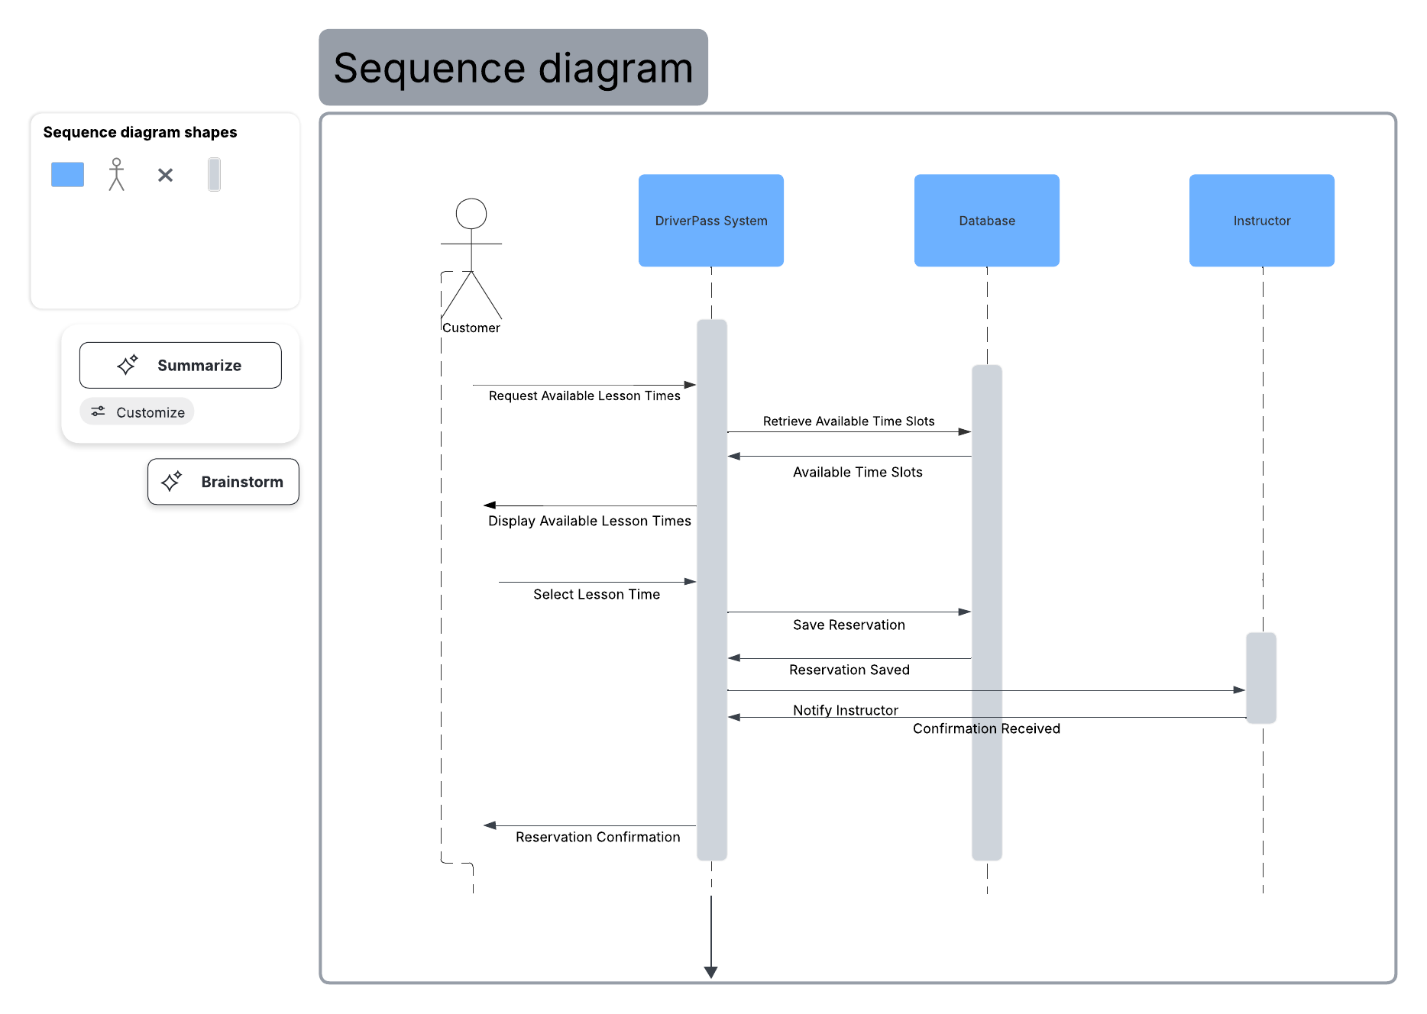 Sequence diagram
Sequence diagram shapes
Summarize
Customize
Brainstorm
Customer
DriverPass System
Database
Instructor
Request Available Lesson Times
Retrieve Available Time Slots
Available Time Slots
Display Available Lesson Times
Select Lesson Time
Save Reservation
Reservation Saved
Notify Instructor
Confirmation Received
Reservation Confirmation